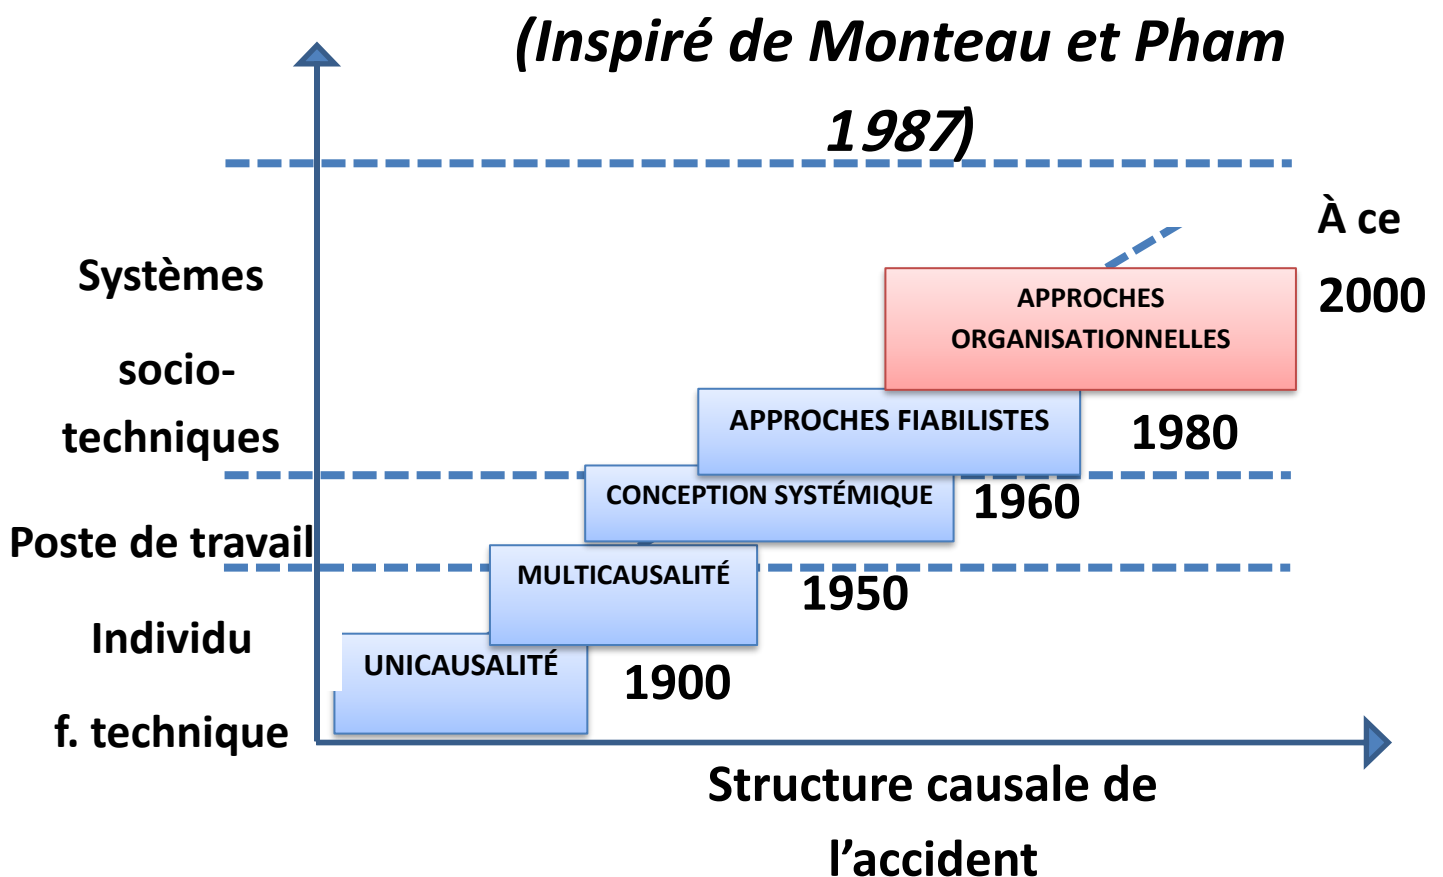 (Inspiré de Monteau et Pham
1987)
À ce
2000
Systèmes
socio-
techniques
Poste de travail
Individu
f. technique
APPROCHES
ORGANISATIONNELLES
1980
APPROCHES FIABILISTES
1960
CONCEPTION SYSTÉMIQUE
1950
MULTICAUSALITÉ
1900
UNICAUSALITÉ
Structure causale de
l’accident